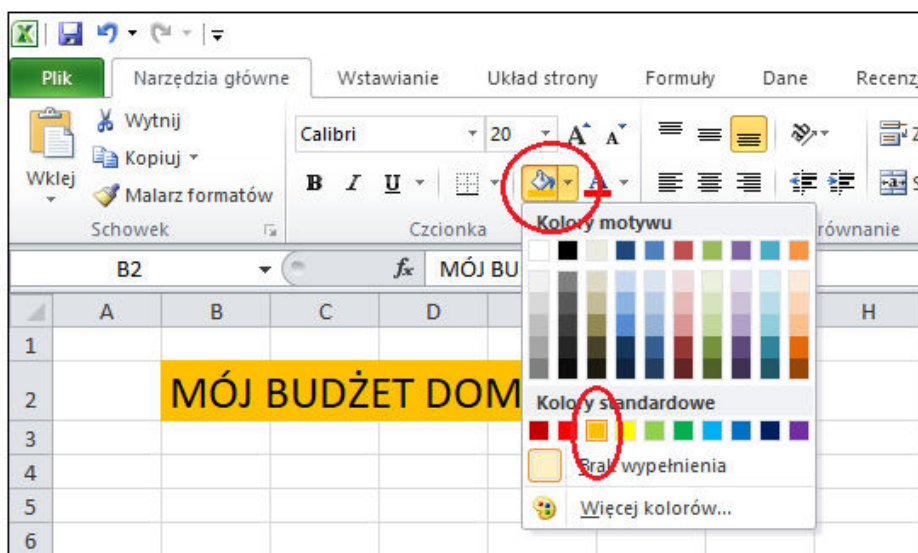 Plik Narzędzia główne Wstawianie Układ strony Formuły Dane Recenz
Wklej
Wytnij
Kopiuj
Malarz formatów
Schowek
Calibri 20
B I U A
Czcionka
równanie
B2 fx MÓJ BU
A B C D H
1
2 MÓJ BUDŻET DOM
3
4
5
6
Kolory motywu
Kolory standardowe
Brak wypełnienia
Więcej kolorów...